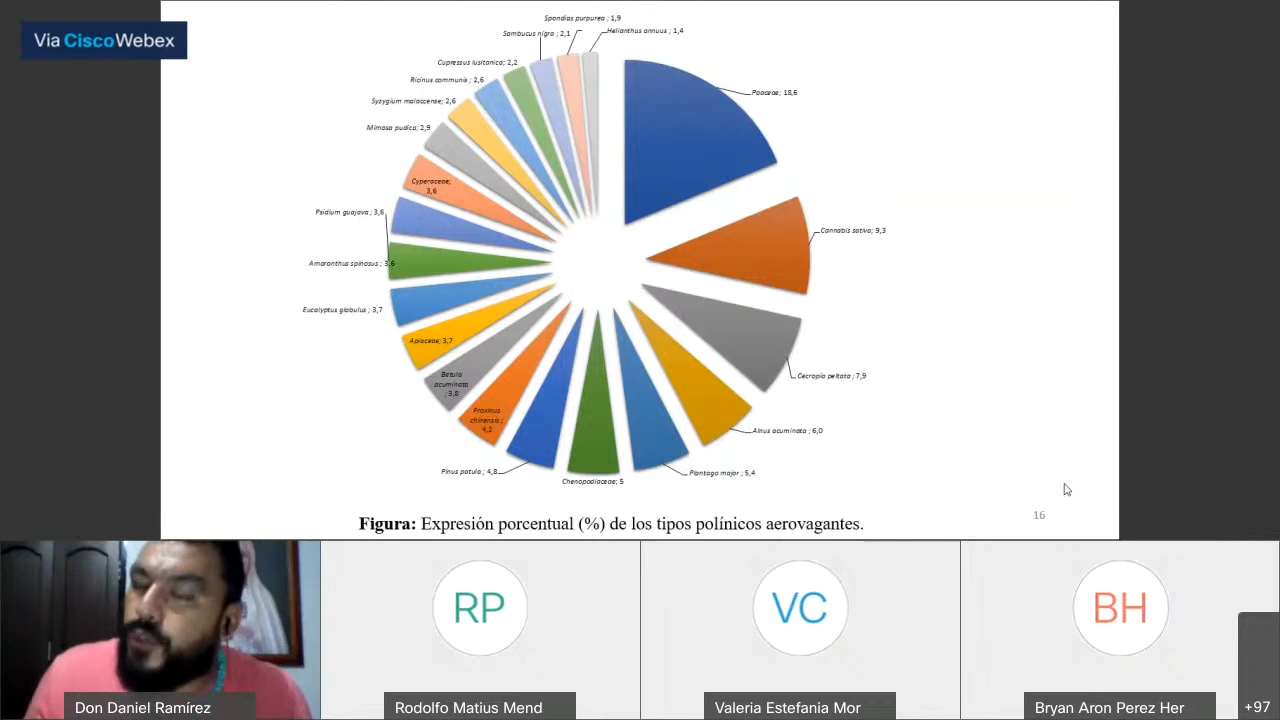 Via CiscoWebex
Spondias purpurea ; 1,9
Sambucus nigra ; 2,1
Helianthus annuus ; 1,4
Cupressus lusitanica; 2,2
Ricinus communis ; 2,6
Syzygium malaccense; 2,6
Mimosa pudica; 2,9
Poaceae; 18,6
Cyperaceae;
3,6
Psidium guajava ; 3,6
Cannabis sativa; 9,3
Amaranthus spinosus ; 3,6
Eucalyptus globulus ; 3,7
Apiaceae; 3,7
Betula
acuminata
; 3,8
Cecropia peltata ; 7,9
Fraxinus
chinensis ;
4,2
Alnus acuminata ; 6,0
Pinus patula ; 4,8
Plantago major ; 5,4
Chenopodiaceae; 5
Figura: Expresión porcentual (%) de los tipos polínicos aerovagantes.
16
RP
VC
BH
Don Daniel Ramírez
Rodolfo Matius Mend
Valeria Estefania Mor
Bryan Aron Perez Her
+97